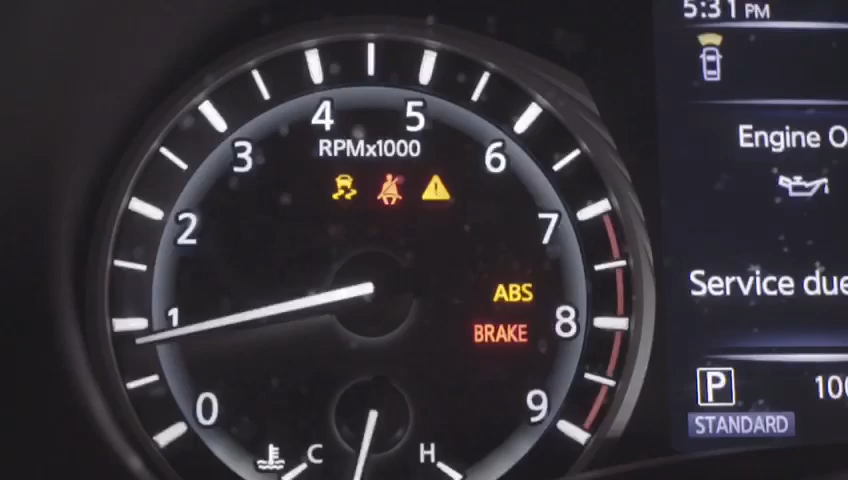 5:31 PM
4 5
RPMx1000
3 6
Engine O
2 7
Service due
ABS
1 8
BRAKE
P 100
0 9
STANDARD
C H